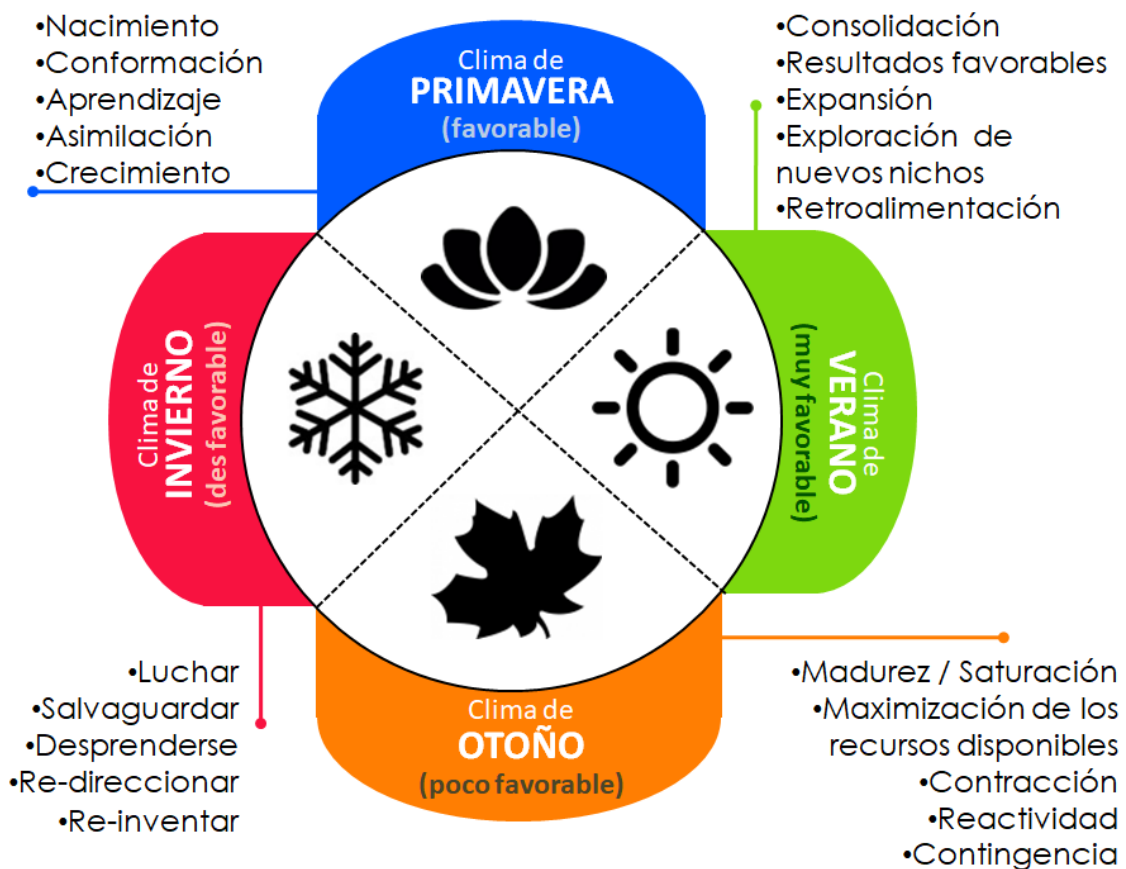 •Nacimiento
•Conformación
•Aprendizaje
•Asimilación
•Crecimiento
Clima de
PRIMAVERA
(favorable)
•Consolidación
•Resultados favorables
•Expansión
•Exploración de
nuevos nichos
•Retroalimentación
Clima de
INVIERNO
(des favorable)
Clima de
VERANO
(muy favorable)
•Luchar
•Salvaguardar
•Desprenderse
•Re-direccionar
•Re-inventar
Clima de
OTOÑO
(poco favorable)
•Madurez / Saturación
•Maximización de los
recursos disponibles
•Contracción
•Reactividad
•Contingencia